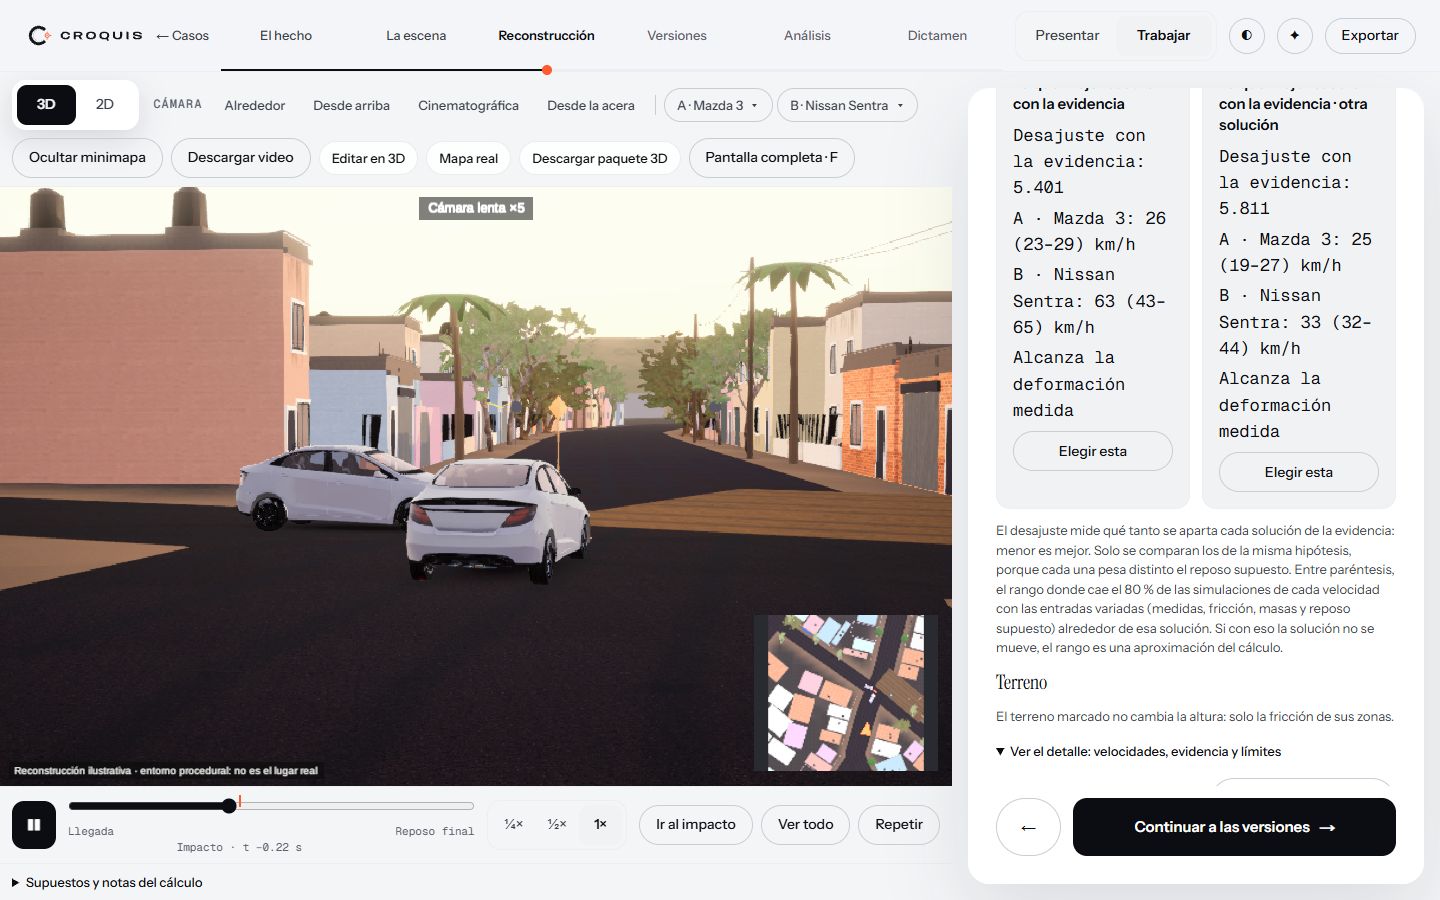 CROQUIS
← Casos
El hecho
La escena
Reconstrucción
Versiones
Análisis
Dictamen
Presentar
Trabajar
Exportar
3D
2D
CÁMARA
Alrededor
Desde arriba
Cinematográfica
Desde la acera
A · Mazda 3
B · Nissan Sentra
Ocultar minimapa
Descargar video
Editar en 3D
Mapa real
Descargar paquete 3D
Pantalla completa · F
Cámara lenta ×5
Reconstrucción ilustrativa - entorno procedural: no es el lugar real
Llegada
Reposo final
Impacto · t −0.22 s
¼×
½×
1×
Ir al impacto
Ver todo
Repetir
Supuestos y notas del cálculo
con la evidencia
Desajuste con
la evidencia:
5.401
A · Mazda 3: 26
(23–29) km/h
B · Nissan
Sentra: 63 (43–
65) km/h
Alcanza la
deformación
medida
Elegir esta
con la evidencia · otra
solución
Desajuste con
la evidencia:
5.811
A · Mazda 3: 25
(19–27) km/h
B · Nissan
Sentra: 33 (32–
44) km/h
Alcanza la
deformación
medida
Elegir esta
El desajuste mide qué tanto se aparta cada solución de la evidencia:
menor es mejor. Solo se comparan los de la misma hipótesis,
porque cada una pesa distinto el reposo supuesto. Entre paréntesis,
el rango donde cae el 80 % de las simulaciones de cada velocidad
con las entradas variadas (medidas, fricción, masas y reposo
supuesto) alrededor de esa solución. Si con eso la solución no se
mueve, el rango es una aproximación del cálculo.
Terreno
El terreno marcado no cambia la altura: solo la fricción de sus zonas.
Ver el detalle: velocidades, evidencia y límites
←
Continuar a las versiones →